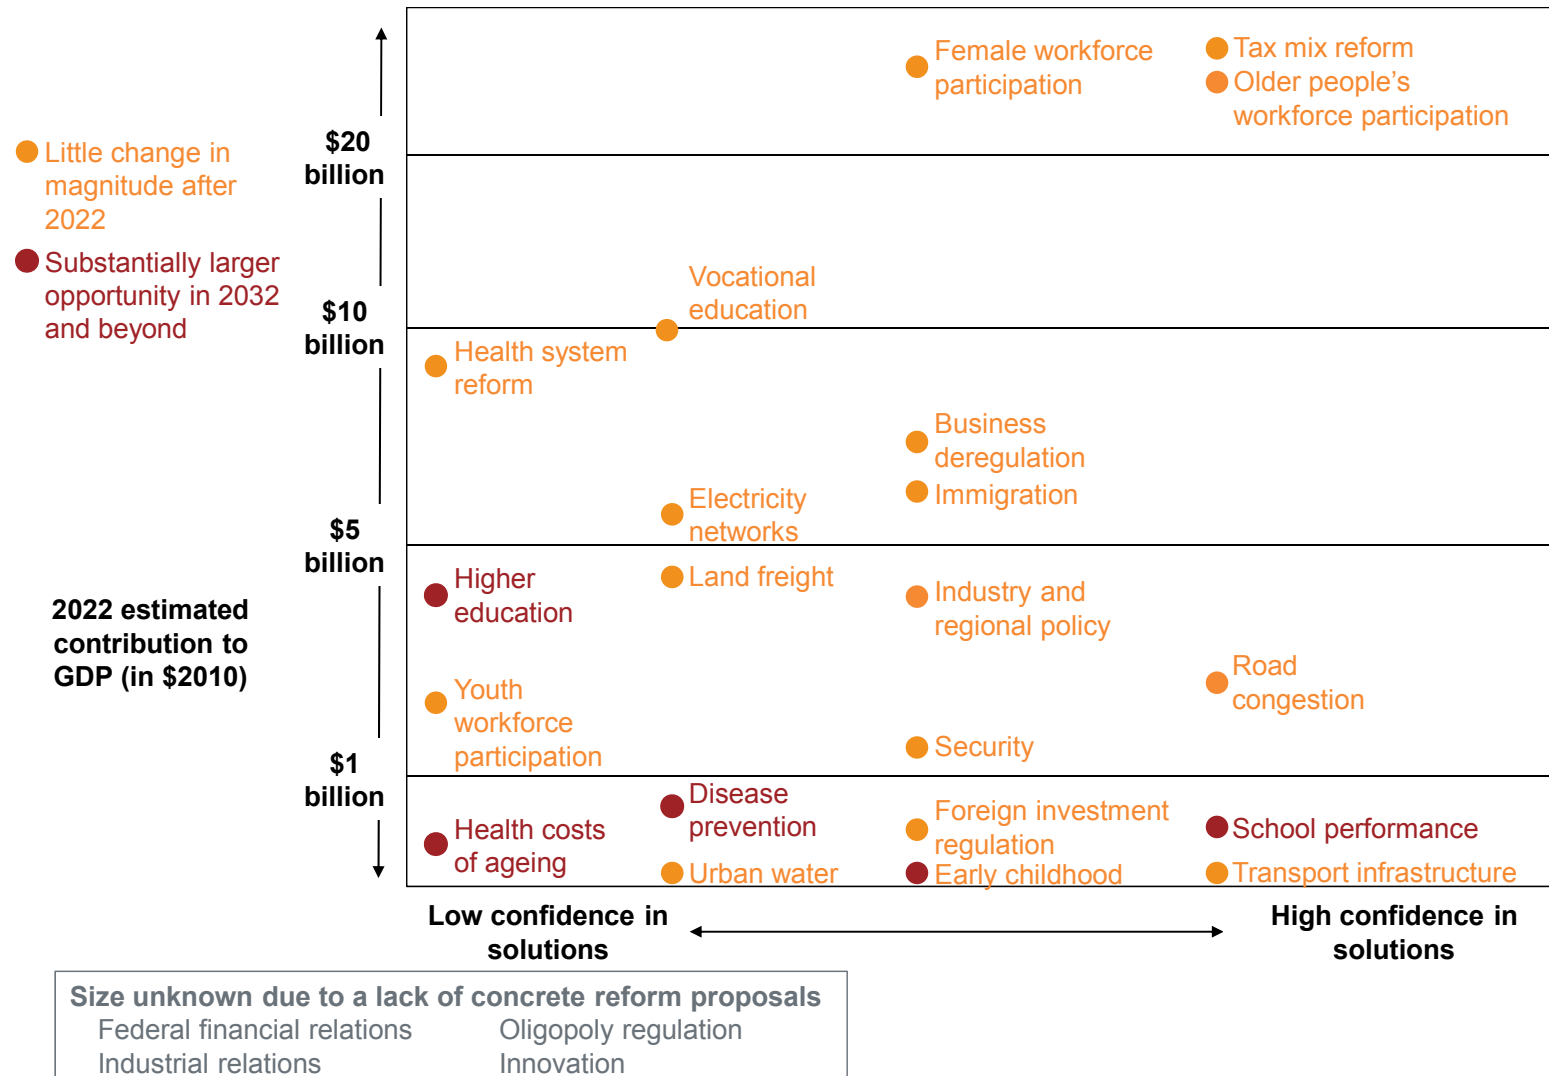 Little change in
magnitude after
2022
Substantially larger
opportunity in 2032
and beyond
2022 estimated
contribution to
GDP (in $2010)
$20
billion
$10
billion
$5
billion
$1
billion
Female workforce
participation
Tax mix reform
Older people’s
workforce participation
Vocational
education
Health system
reform
Business
deregulation
Immigration
Electricity
networks
Higher
education
Land freight
Industry and
regional policy
Road
congestion
Youth
workforce
participation
Security
Health costs
of ageing
Disease
prevention
Urban water
Foreign investment
regulation
Early childhood
School performance
Transport infrastructure
Low confidence in
solutions
High confidence in
solutions
Size unknown due to a lack of concrete reform proposals
Federal financial relations
Oligopoly regulation
Industrial relations
Innovation